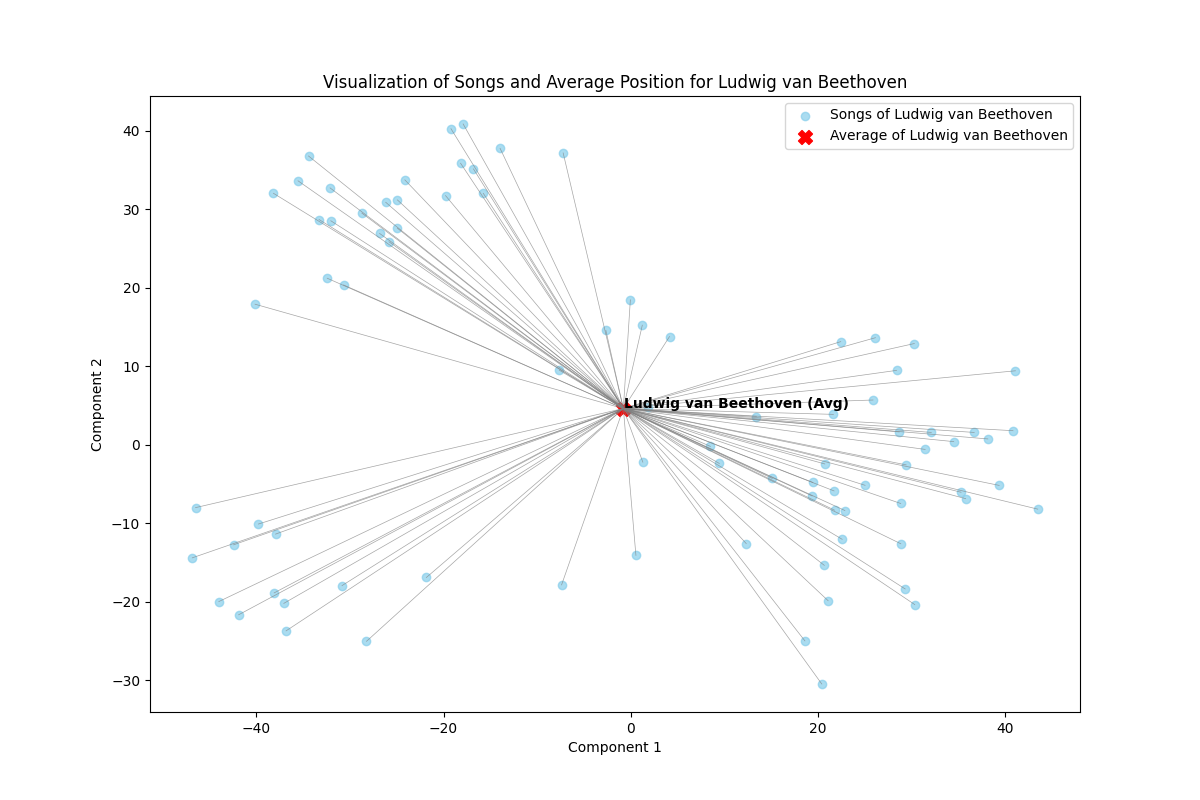 Visualization of Songs and Average Position for Ludwig van Beethoven
Songs of Ludwig van Beethoven
Average of Ludwig van Beethoven
Component 2
40
30
20
10
0
−10
−20
−30
Ludwig van Beethoven (Avg)
−40
−20
0
20
40
Component 1